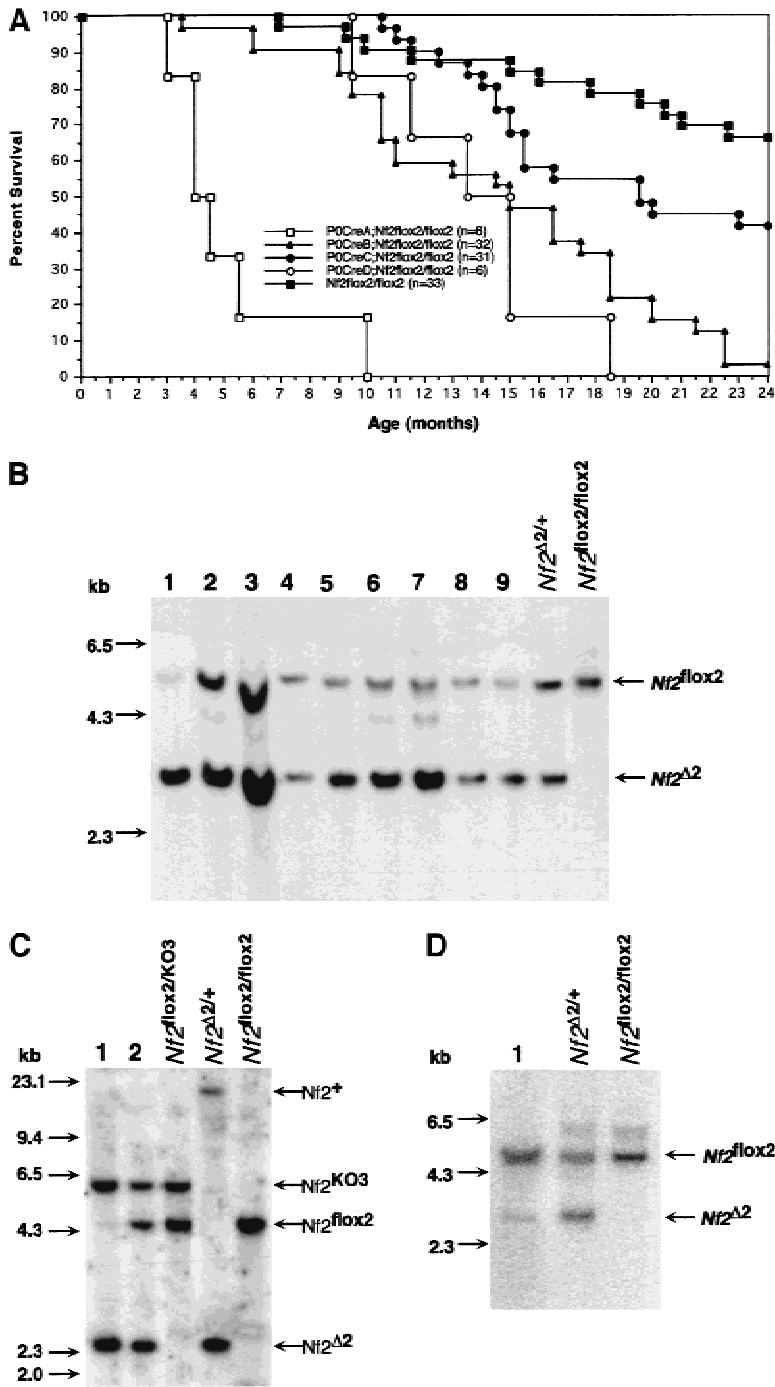 A
Percent Survival
100
90
80
70
60
50
40
30
20
10
0
P0CreA;Nf2flox2/flox2 (n=6)
P0CreB;Nf2flox2/flox2 (n=32)
P0CreC;Nf2flox2/flox2 (n=31)
P0CreD;Nf2flox2/flox2 (n=6)
Nf2flox2/flox2 (n=33)
0 1 2 3 4 5 6 7 8 9 10 11 12 13 14 15 16 17 18 19 20 21 22 23 24
Age (months)
B
kb 1 2 3 4 5 6 7 8 9 Nf2Δ2/+ Nf2flox2/flox2
6.5
Nf2flox2
4.3
Nf2Δ2
2.3
C
kb 1 2 Nf2flox2/KO3 Nf2Δ2/+ Nf2flox2/flox2
23.1
Nf2+
9.4
6.5
Nf2KO3
Nf2flox2
4.3
Nf2Δ2
2.3
2.0
D
kb 1 Nf2Δ2/+ Nf2flox2/flox2
6.5
Nf2flox2
4.3
Nf2Δ2
2.3